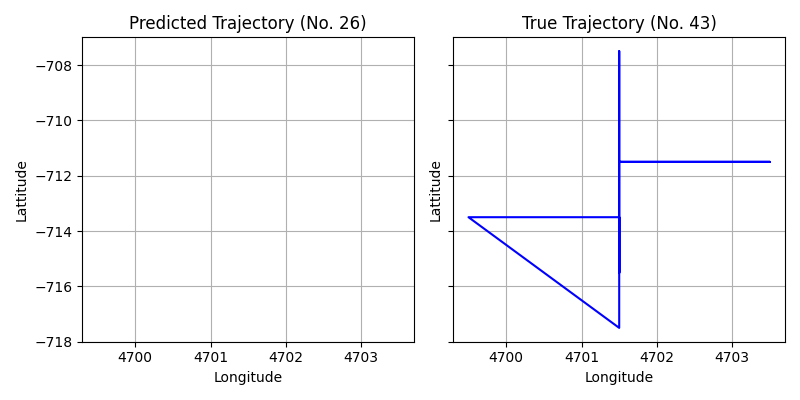 Predicted Trajectory (No. 26)
Lattitude
−708
−710
−712
−714
−716
−718
4700 4701 4702 4703
Longitude
True Trajectory (No. 43)
Lattitude
4700 4701 4702 4703
Longitude